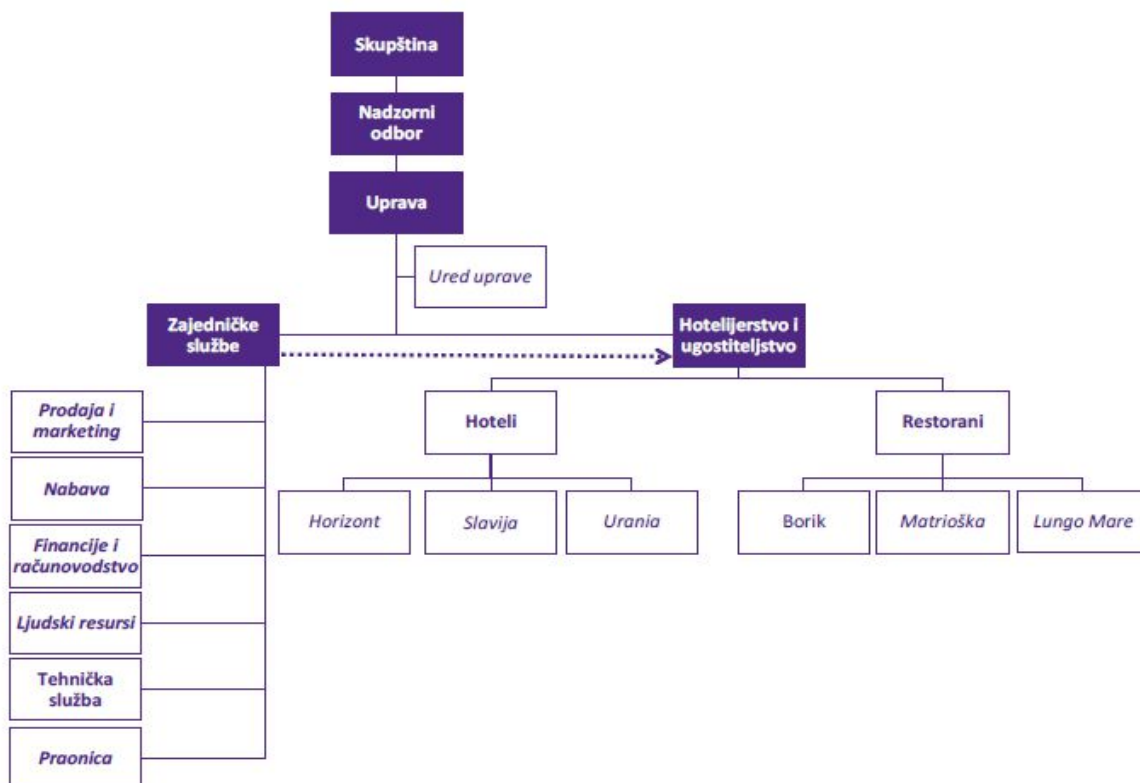 Skupština
Nadzorni
odbor
Uprava
Ured uprave
Zajedničke
službe
Hotelijerstvo i
ugostiteljstvo
Prodaja i
marketing
Nabava
Financije i
računovodstvo
Ljudski resursi
Tehnička
služba
Praonica
Hoteli
Restorani
Horizont
Slavija
Urania
Borik
Matrioška
Lungo Mare